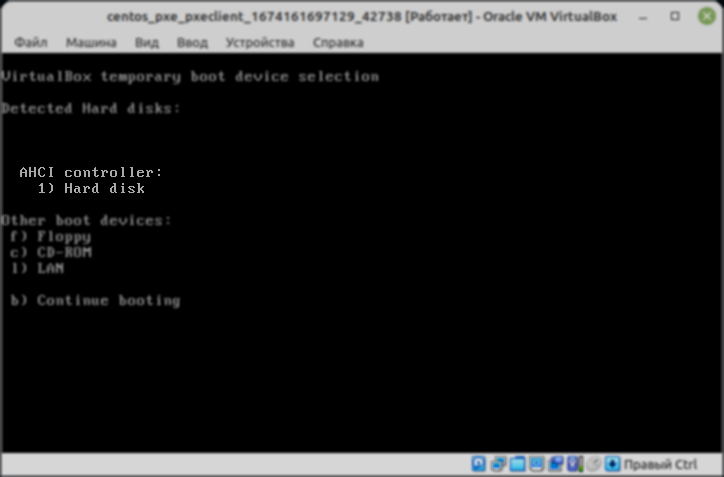 centos_pxe_pxeclient_1674161697129_42738 [Работает] - Oracle VM VirtualBox
Файл Машина Вид Ввод Устройства Справка
VirtualBox temporary boot device selection
Detected Hard disks:
AHCI controller:
1) Hard disk
Other boot devices:
f) Floppy
c) CD-ROM
l) LAN
b) Continue booting
Правый Ctrl